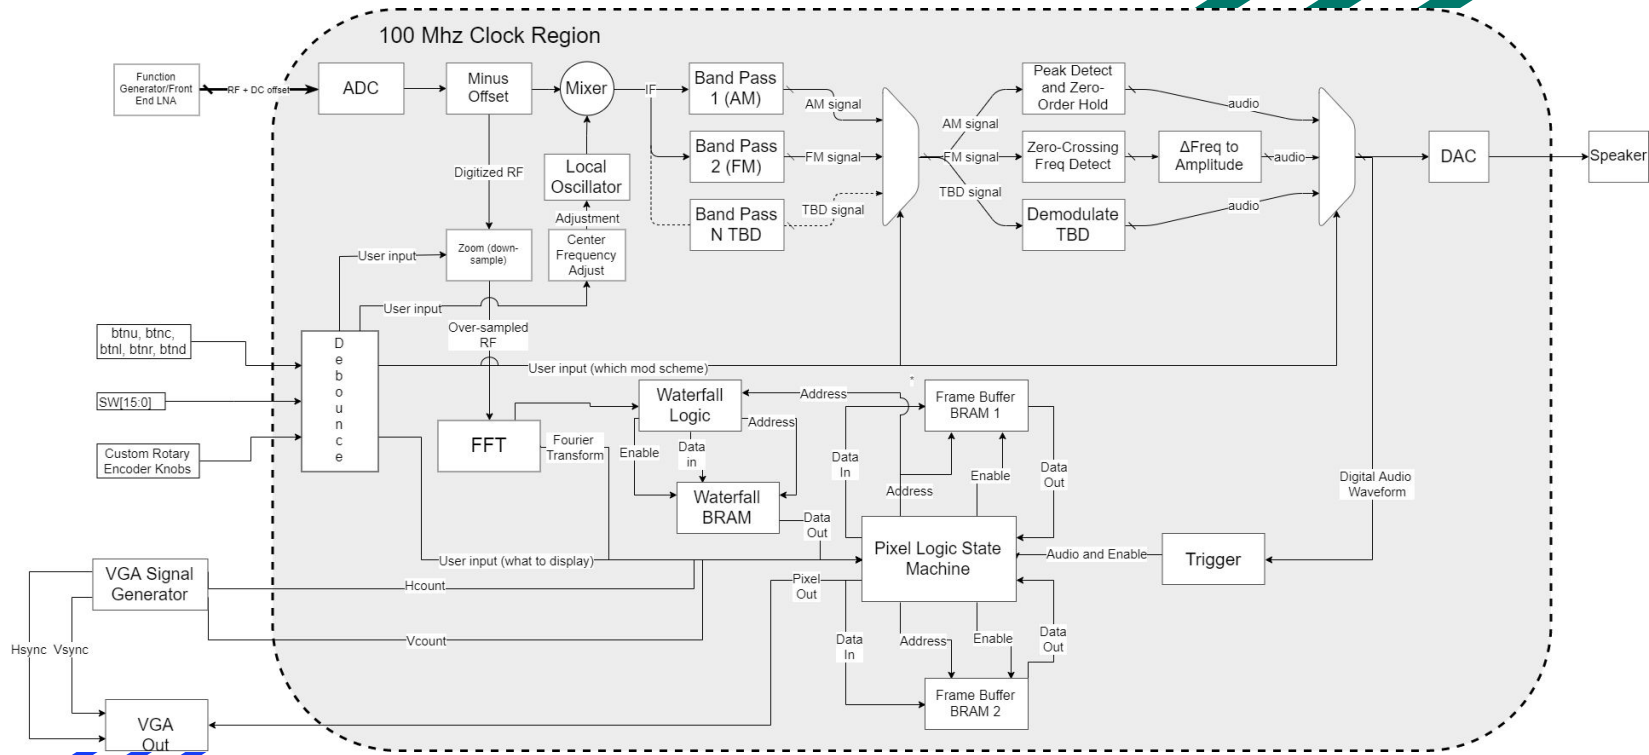 100 Mhz Clock Region
Function
Generator/Front
End LNA
RF + DC offset
ADC
Minus
Offset
Mixer
IF
Band Pass
1 (AM)
AM signal
Band Pass
2 (FM)
FM signal
Band Pass
N TBD
TBD signal
AM signal
FM signal
TBD signal
Peak Detect
and Zero-
Order Hold
audio
Zero-Crossing
Freq Detect
ΔFreq to
Amplitude
audio
Demodulate
TBD
audio
DAC
Speaker
Local
Oscillator
Adjustment
Center
Frequency
Adjust
Digitized RF
Zoom (down-
sample)
User input
User input
Over-sampled
RF
btnu, btnc,
btnl, btnr, btnd
SW[15:0]
Custom Rotary
Encoder Knobs
Debounce
User input (which mod scheme)
FFT
Fourier
Transform
Waterfall
Logic
Address
Enable
Data
in
Address
Waterfall
BRAM
Data
Out
*
Frame Buffer
BRAM 1
Data
In
Address
Enable
Data
Out
Pixel Logic State
Machine
Audio and Enable
Trigger
Digital Audio
Waveform
User input (what to display)
Hcount
Vcount
Pixel
Out
Data
In
Address
Enable
Data
Out
Frame Buffer
BRAM 2
VGA Signal
Generator
Hsync
Vsync
VGA
Out